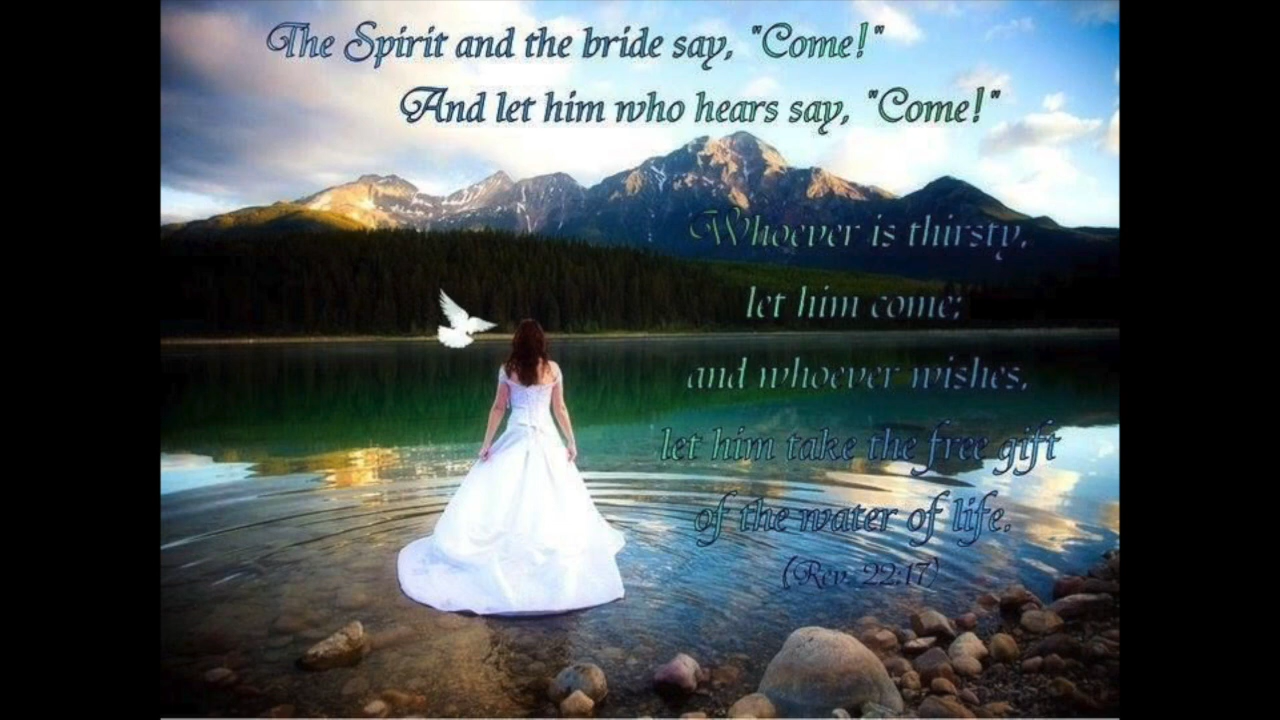 The Spirit and the bride say, "Come!"
And let him who hears say, "Come!"
Whoever is thirsty,
let him come;
and whoever wishes,
let him take the free gift
of the water of life.
(Rev. 22:17)